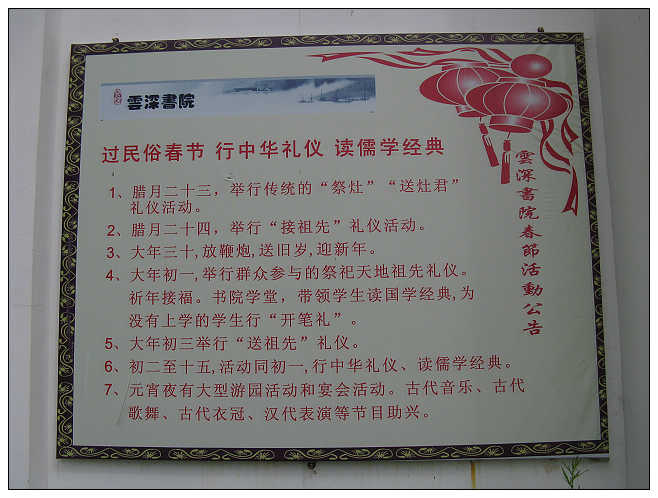 雲深書院
过民俗春节 行中华礼仪 读儒学经典
1、腊月二十三，举行传统的“祭灶”“送灶君”
礼仪活动。
2、腊月二十四，举行“接祖先”礼仪活动。
3、大年三十,放鞭炮,送旧岁,迎新年。
4、大年初一,举行群众参与的祭祀天地祖先礼仪。
祈年接福。书院学堂，带领学生读国学经典,为
没有上学的学生行“开笔礼”。
5、大年初三举行“送祖先”礼仪。
6、初二至十五,活动同初一,行中华礼仪、读儒学经典。
7、元宵夜有大型游园活动和宴会活动。古代音乐、古代
歌舞、古代衣冠、汉代表演等节目助兴。
雲深書院春節活動公告